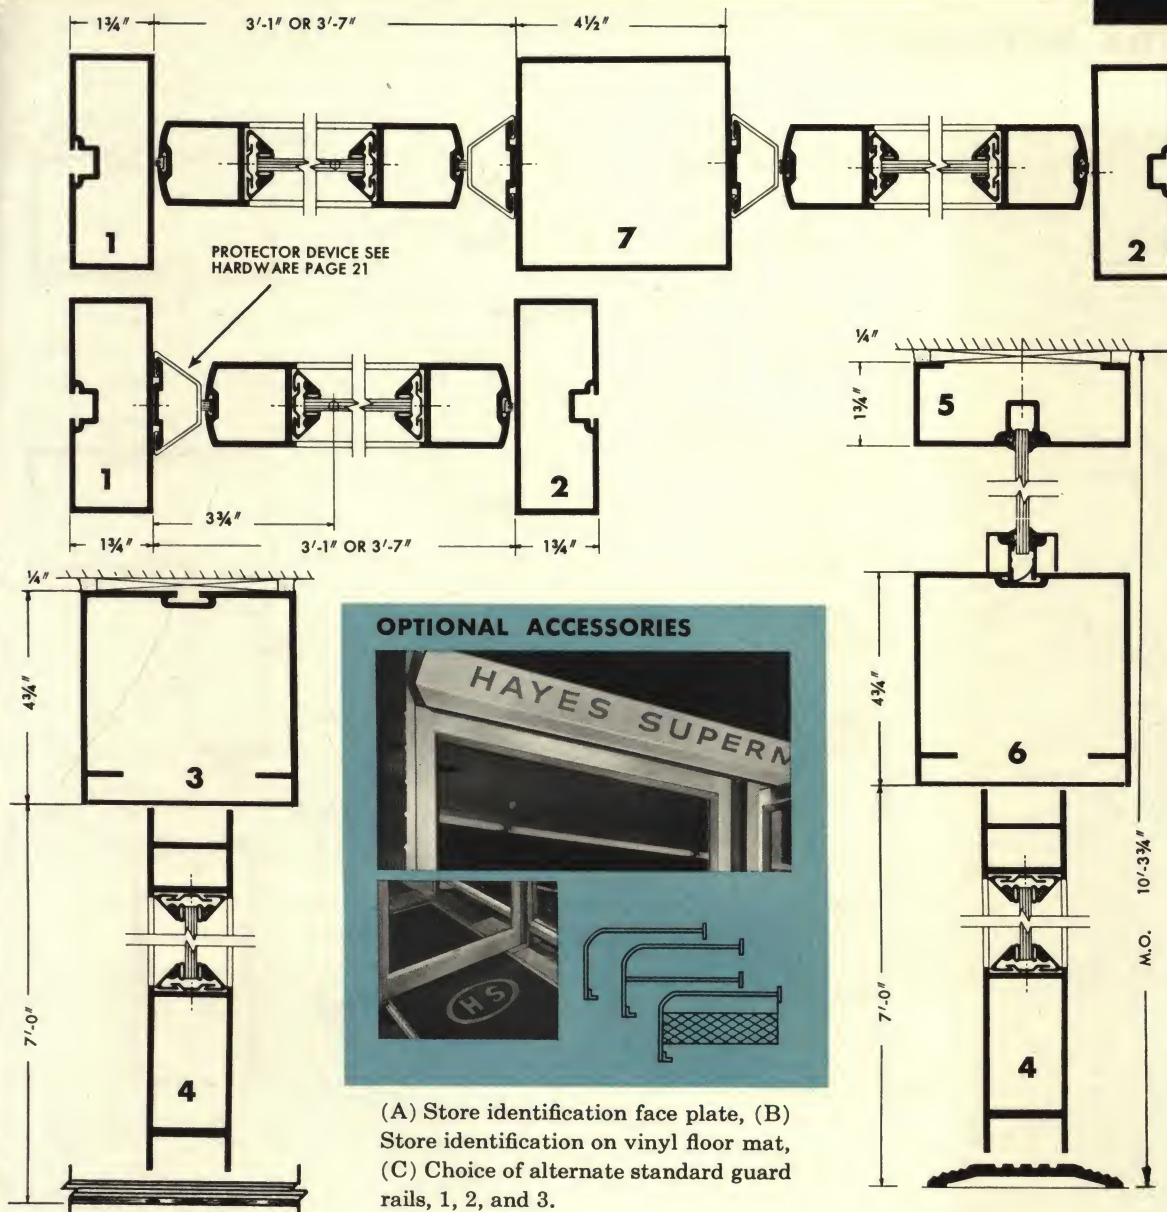 1¾"
3'-1" OR 3'-7"
4½"
1
7
2
PROTECTOR DEVICE SEE
HARDWARE PAGE 21
1
2
3¾"
1¾"
3'-1" OR 3'-7"
1¾"
¼"
1¾"
5
¼"
4¾"
3
7'-0"
4
OPTIONAL ACCESSORIES
HAYES SUPERM
HS
4¾"
6
7'-0"
4
10'-3¾"
M.O.
(A) Store identification face plate, (B)
Store identification on vinyl floor mat,
(C) Choice of alternate standard guard
rails, 1, 2, and 3.